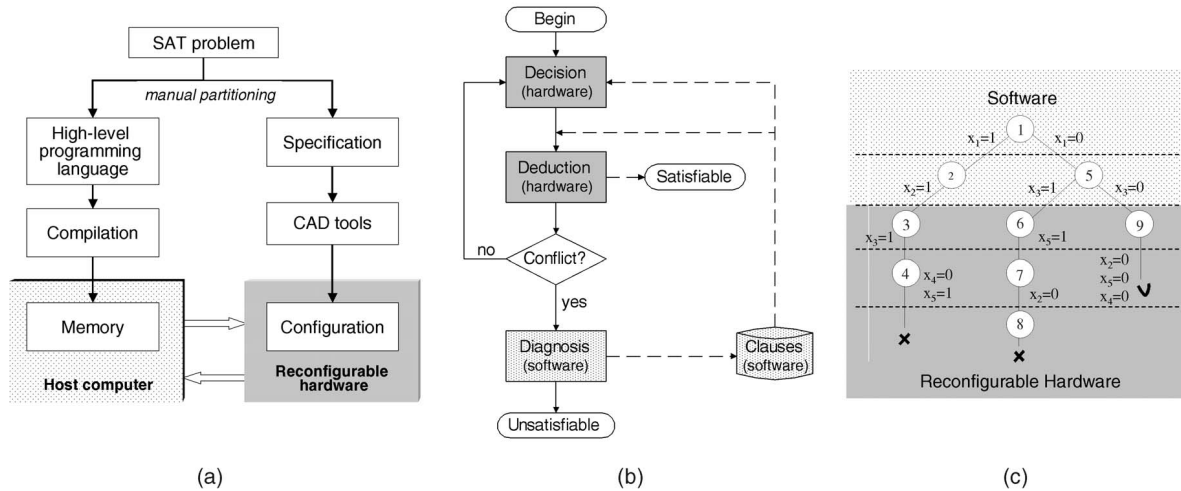 SAT problem
manual partitioning
High-level
programming
language
Specification
Compilation
CAD tools
Memory
Configuration
Host computer
Reconfigurable
hardware
(a)
Begin
Decision
(hardware)
Deduction
(hardware)
Satisfiable
no
Conflict?
yes
Diagnosis
(software)
Clauses
(software)
Unsatisfiable
(b)
Software
1
x₁=1
x₁=0
2
5
x₂=1
x₃=1
x₃=0
3
6
9
x₃=1
x₅=1
4
x₄=0
x₅=1
7
x₂=0
x₂=0
x₅=0
x₄=0
8
Reconfigurable Hardware
(c)